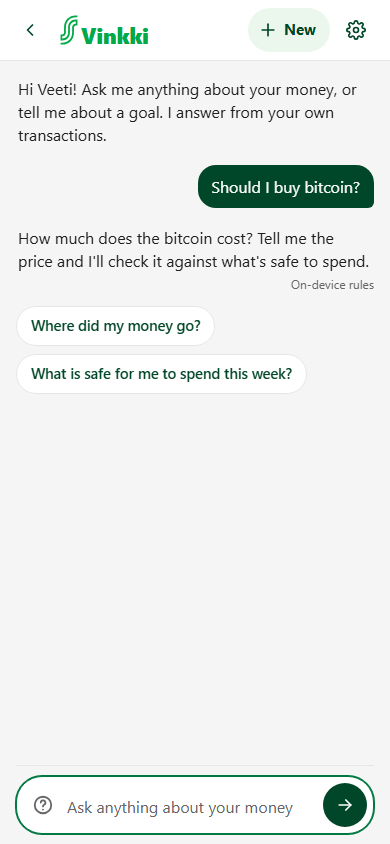 Vinkki
New
Hi Veeti! Ask me anything about your money, or
tell me about a goal. I answer from your own
transactions.
Should I buy bitcoin?
How much does the bitcoin cost? Tell me the
price and I'll check it against what's safe to spend.
On-device rules
Where did my money go?
What is safe for me to spend this week?
Ask anything about your money